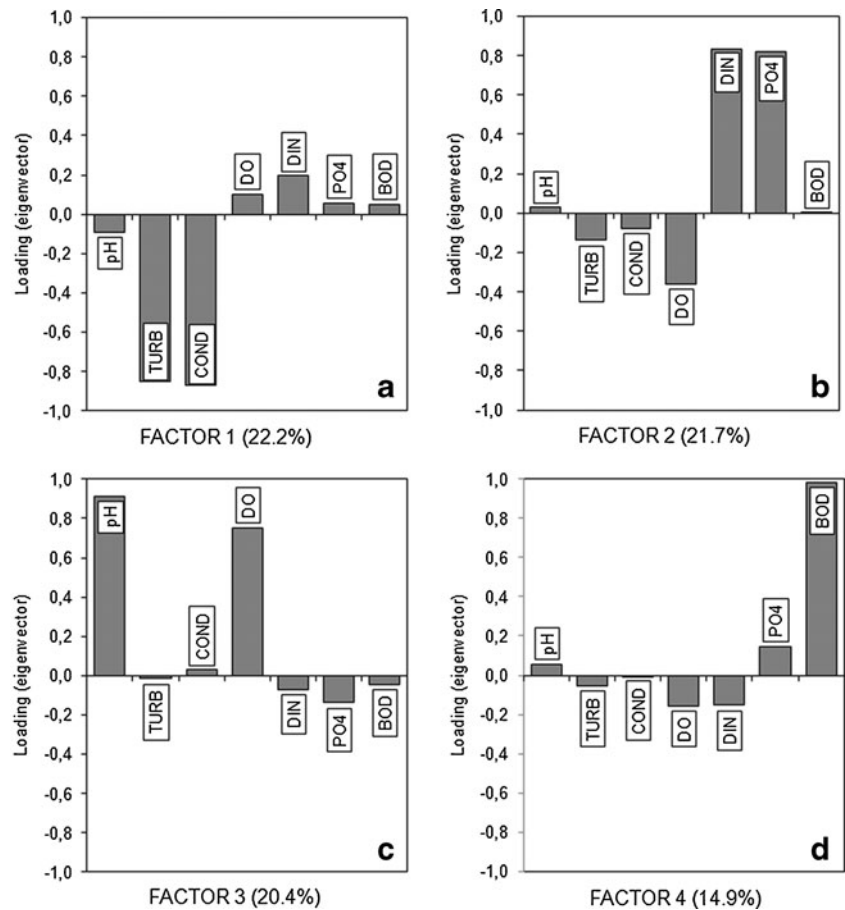 Loading (eigenvector)
1,0
0,8
0,6
0,4
0,2
0,0
-0,2
-0,4
-0,6
-0,8
-1,0
pH
TURB
COND
DO
DIN
PO4
BOD
a
FACTOR 1 (22.2%)
Loading (eigenvector)
1,0
0,8
0,6
0,4
0,2
0,0
-0,2
-0,4
-0,6
-0,8
-1,0
pH
TURB
COND
DO
DIN
PO4
BOD
b
FACTOR 2 (21.7%)
Loading (eigenvector)
1,0
0,8
0,6
0,4
0,2
0,0
-0,2
-0,4
-0,6
-0,8
-1,0
pH
TURB
COND
DO
DIN
PO4
BOD
c
FACTOR 3 (20.4%)
Loading (eigenvector)
1,0
0,8
0,6
0,4
0,2
0,0
-0,2
-0,4
-0,6
-0,8
-1,0
pH
TURB
COND
DO
DIN
PO4
BOD
d
FACTOR 4 (14.9%)